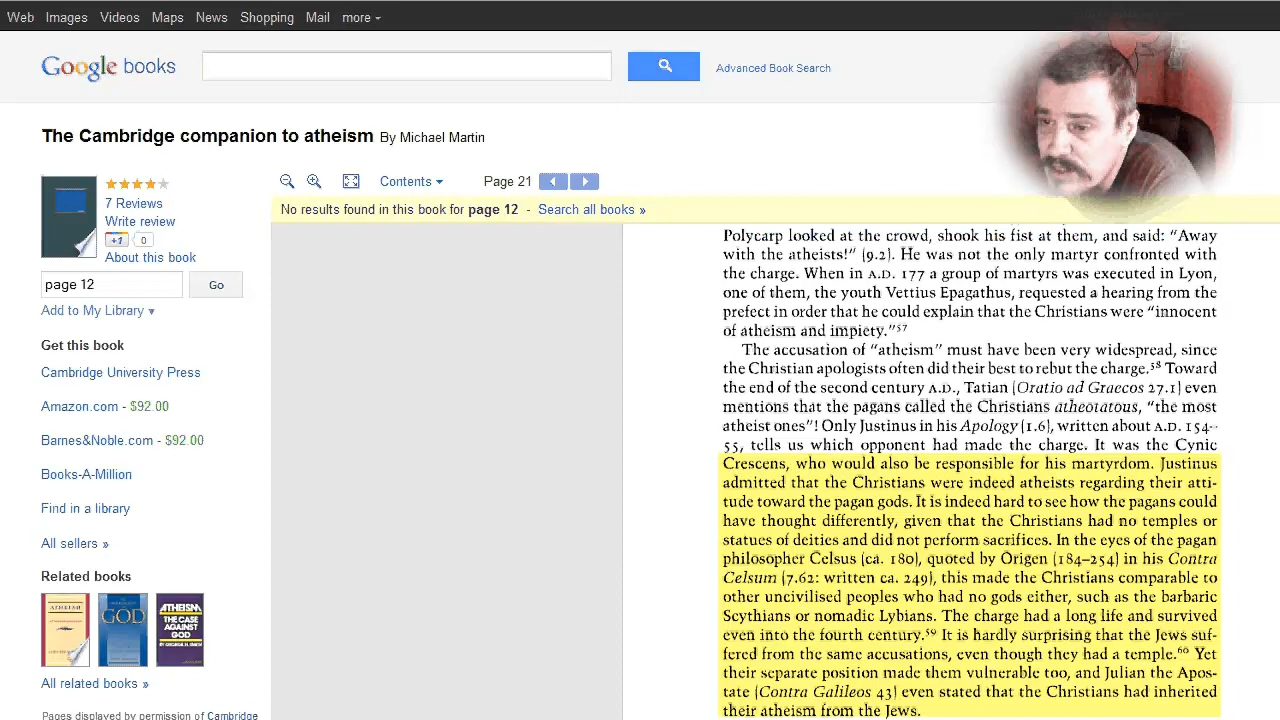 Web Images Videos Maps News Shopping Mail more
Google books
Advanced Book Search
The Cambridge companion to atheism By Michael Martin
7 Reviews
Write review
+1 0
About this book
page 12 Go
Add to My Library
Get this book
Cambridge University Press
Amazon.com - $92.00
Barnes&Noble.com - $92.00
Books-A-Million
Find in a library
All sellers »
Related books
ATHEISM
GOD
ATHEISM
THE CASE
AGAINST
GOD
BY GEORGE H. SMITH
All related books »
Pages displayed by permission of Cambridge
Contents Page 21
No results found in this book for page 12 - Search all books »
Polycarp looked at the crowd, shook his fist at them, and said: “Away
with the atheists!” (9.2). He was not the only martyr confronted with
the charge. When in A.D. 177 a group of martyrs was executed in Lyon,
one of them, the youth Vettius Epagathus, requested a hearing from the
prefect in order that he could explain that the Christians were “innocent
of atheism and impiety.”57
The accusation of “atheism” must have been very widespread, since
the Christian apologists often did their best to rebut the charge.58 Toward
the end of the second century A.D., Tatian (Oratio ad Graecos 27.1) even
mentions that the pagans called the Christians atheotatous, “the most
atheist ones”! Only Justinus in his Apology (1.6), written about A.D. 154–
55, tells us which opponent had made the charge. It was the Cynic
Crescens, who would also be responsible for his martyrdom. Justinus
admitted that the Christians were indeed atheists regarding their atti-
tude toward the pagan gods. It is indeed hard to see how the pagans could
have thought differently, given that the Christians had no temples or
statues of deities and did not perform sacrifices. In the eyes of the pagan
philosopher Celsus (ca. 180), quoted by Origen (184–254) in his Contra
Celsum (7.62: written ca. 249), this made the Christians comparable to
other uncivilised peoples who had no gods either, such as the barbaric
Scythians or nomadic Lybians. The charge had a long life and survived
even into the fourth century.59 It is hardly surprising that the Jews suf-
fered from the same accusations, even though they had a temple.60 Yet
their separate position made them vulnerable too, and Julian the Apos-
tate (Contra Galileos 43) even stated that the Christians had inherited
their atheism from the Jews.